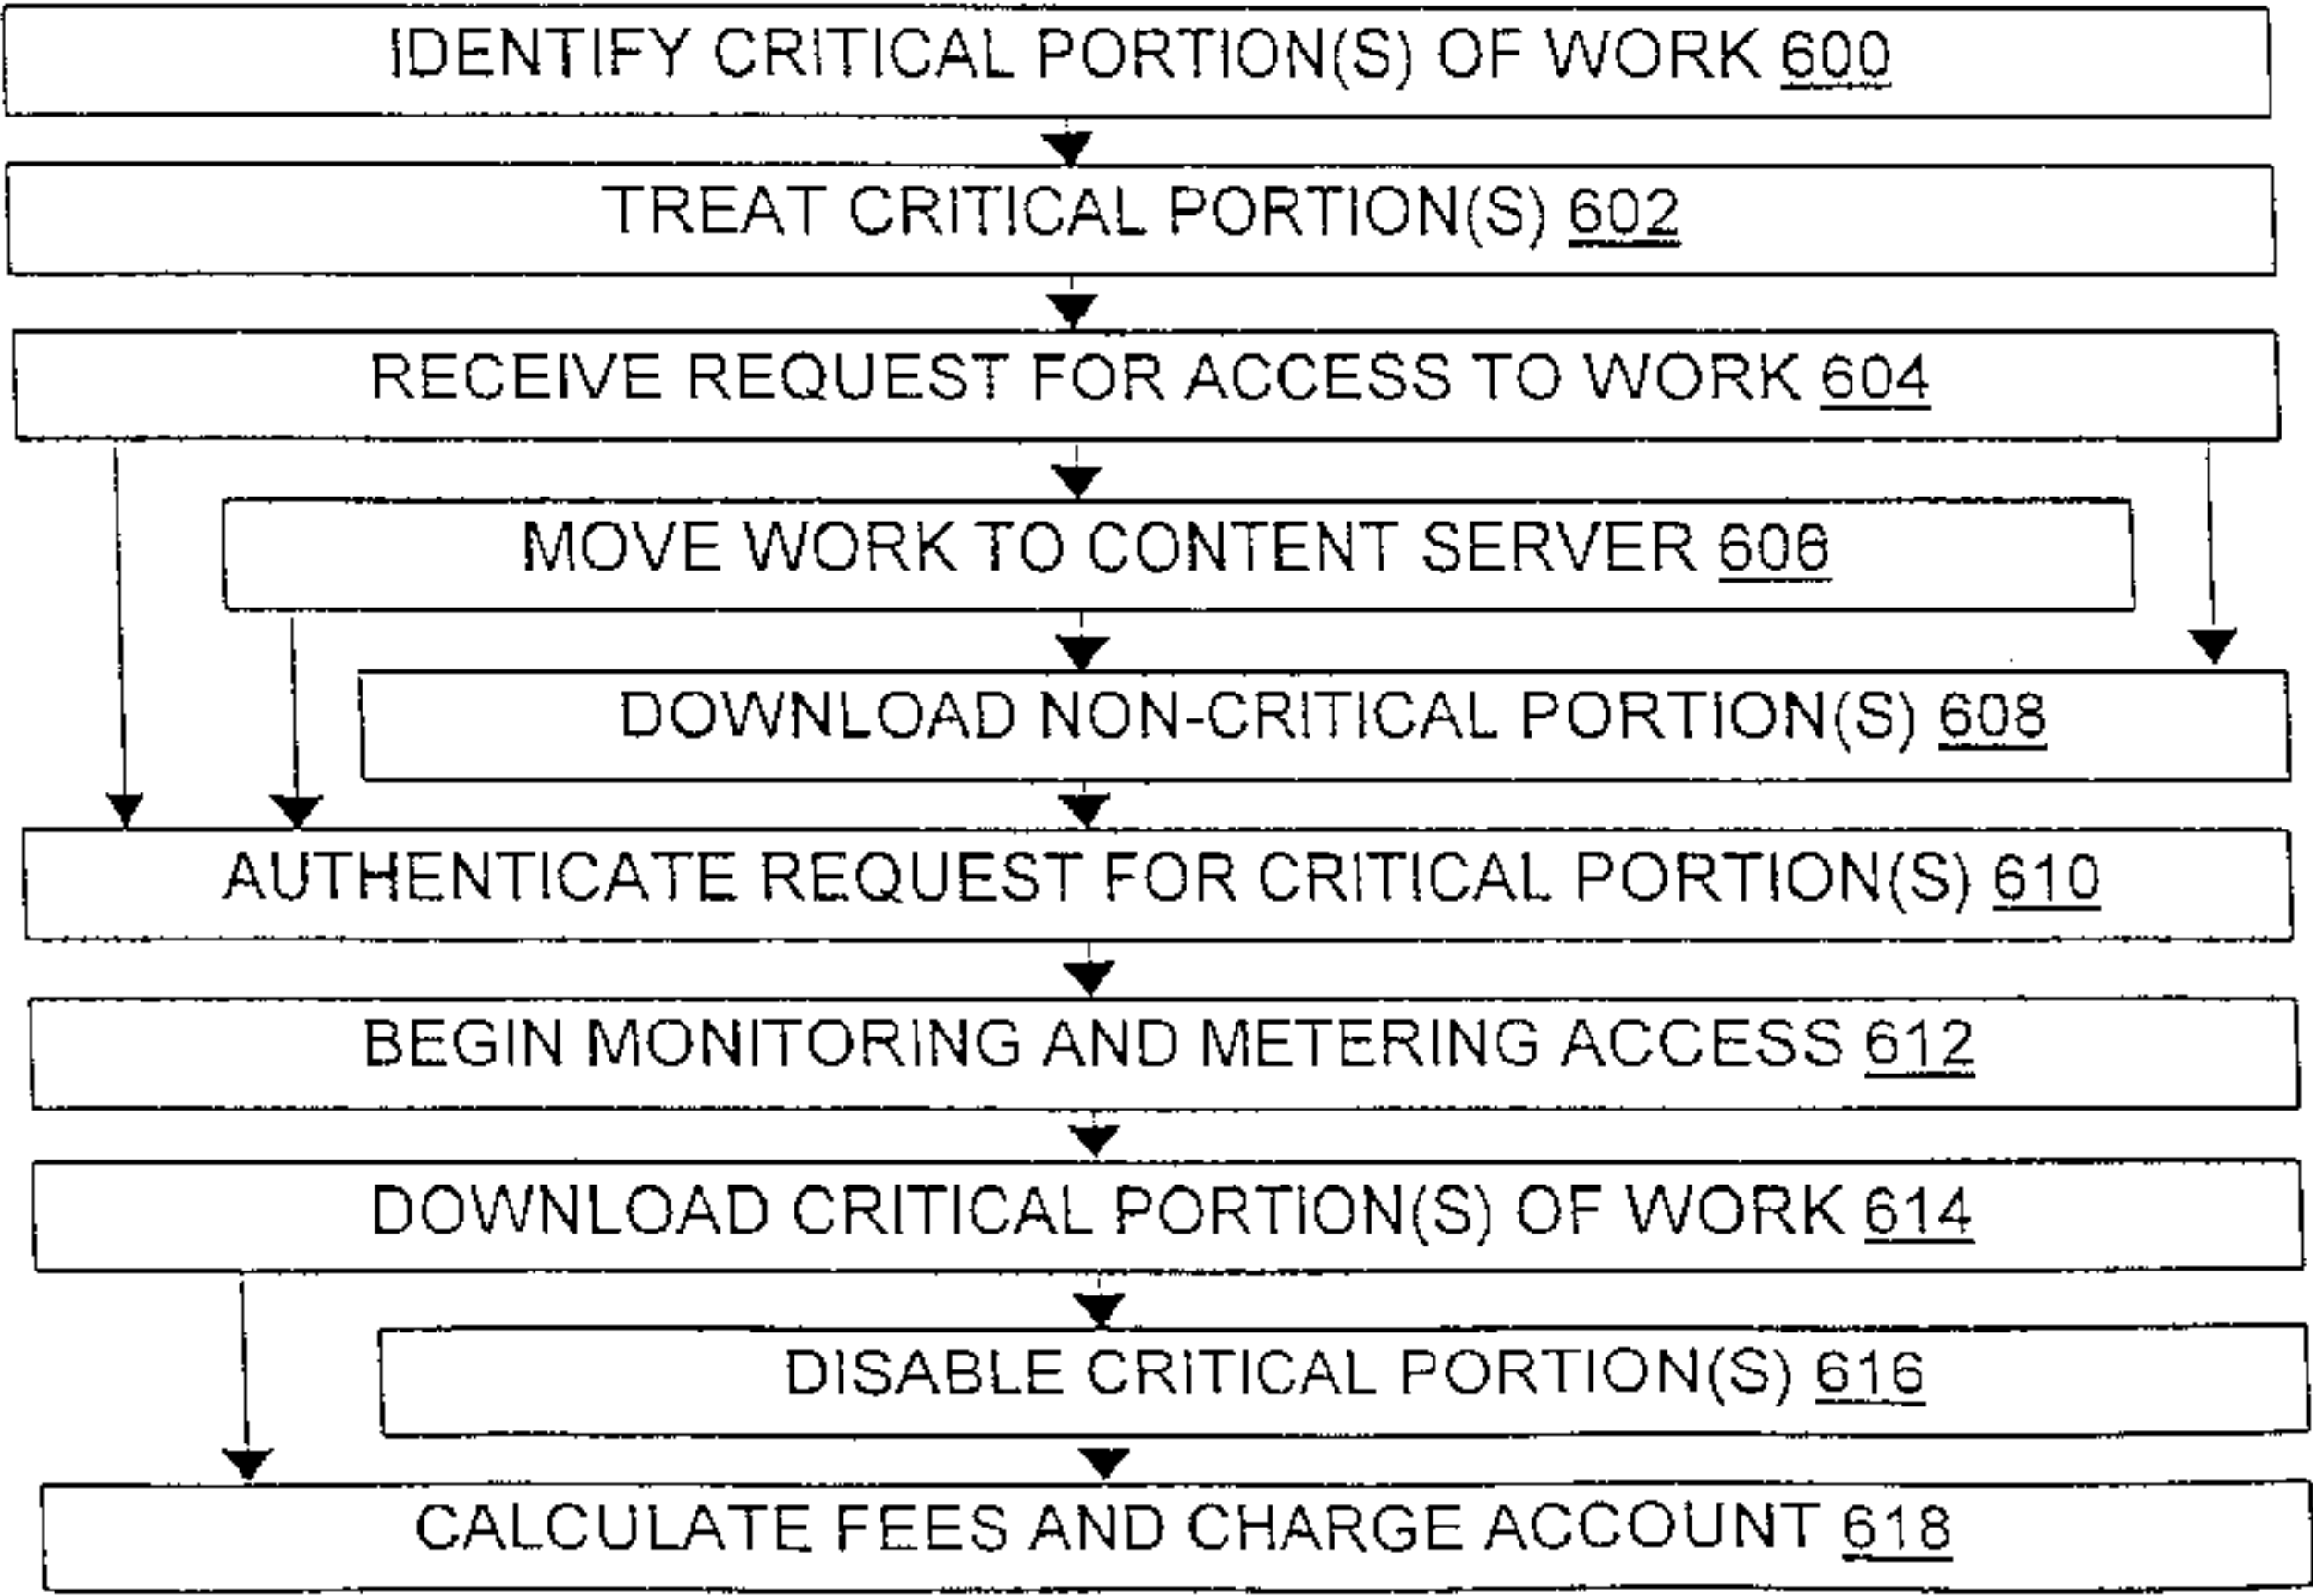 IDENTIFY CRITICAL PORTION(S) OF WORK 600
TREAT CRITICAL PORTION(S) 602
RECEIVE REQUEST FOR ACCESS TO WORK 604
MOVE WORK TO CONTENT SERVER 606
DOWNLOAD NON-CRITICAL PORTION(S) 608
AUTHENTICATE REQUEST FOR CRITICAL PORTION(S) 610
BEGIN MONITORING AND METERING ACCESS 612
DOWNLOAD CRITICAL PORTION(S) OF WORK 614
DISABLE CRITICAL PORTION(S) 616
CALCULATE FEES AND CHARGE ACCOUNT 618